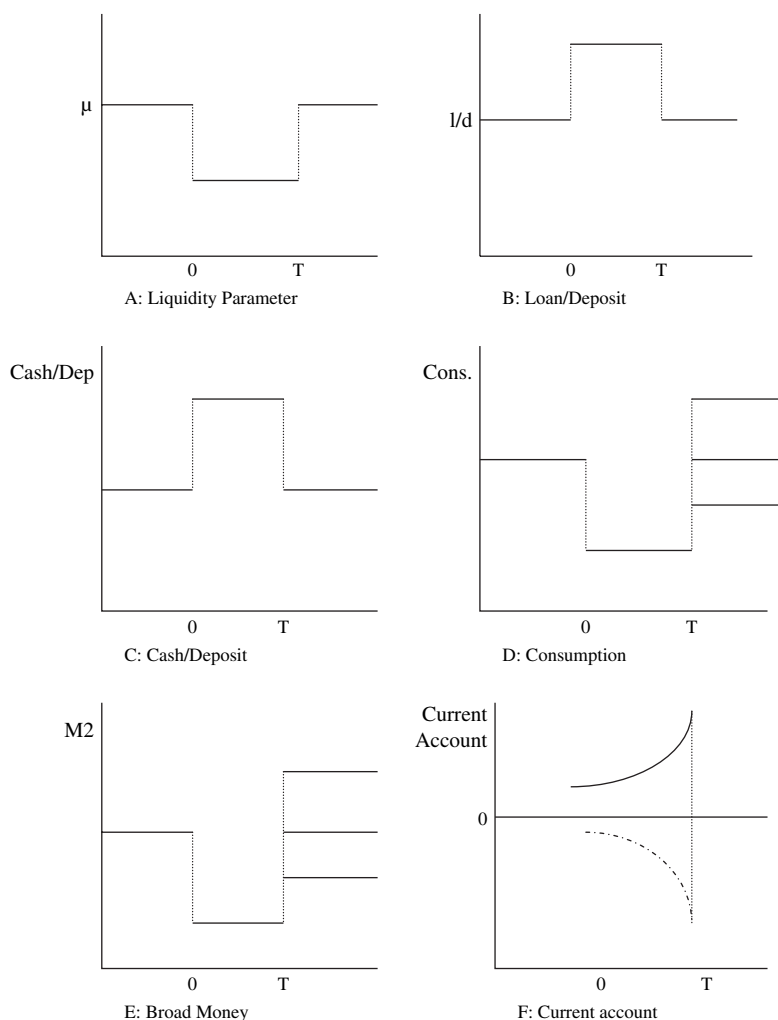 μ
0 T
A: Liquidity Parameter
l/d
0 T
B: Loan/Deposit
Cash/Dep
0 T
C: Cash/Deposit
Cons.
0 T
D: Consumption
M2
0 T
E: Broad Money
Current
Account
0
0 T
F: Current account